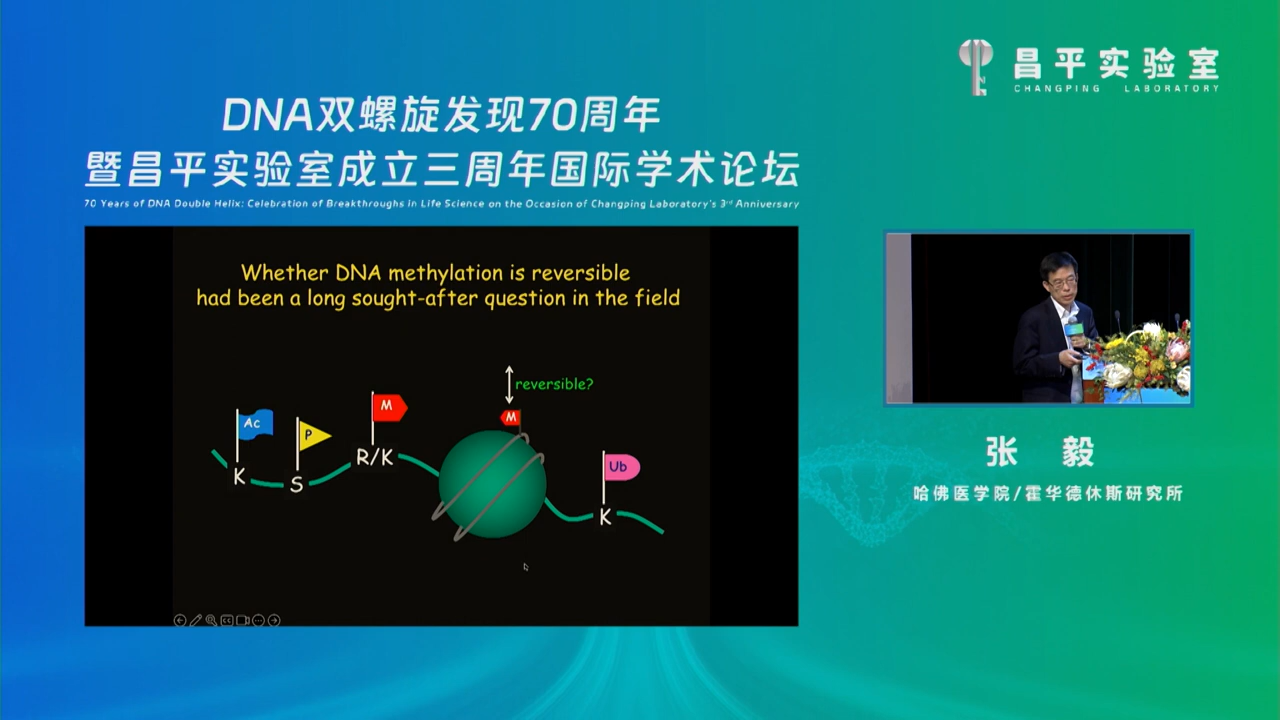 昌平实验室
CHANGPING LABORATORY
DNA双螺旋发现70周年
暨昌平实验室成立三周年国际学术论坛
70 Years of DNA Double Helix: Celebration of Breakthroughs in Life Science on the Occasion of Changping Laboratory's 3rd Anniversary
Whether DNA methylation is reversible
had been a long sought-after question in the field
reversible?
M
M
Ac
P
R/K
K
S
Ub
K
张 毅
哈佛医学院/霍华德休斯研究所